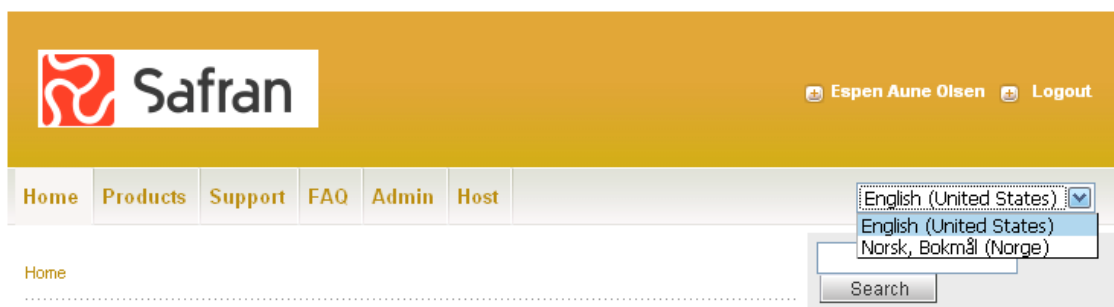 Safran
Espen Aune Olsen Logout
Home Products Support FAQ Admin Host
English (United States)
English (United States)
Norsk, Bokmål (Norge)
Home
Search